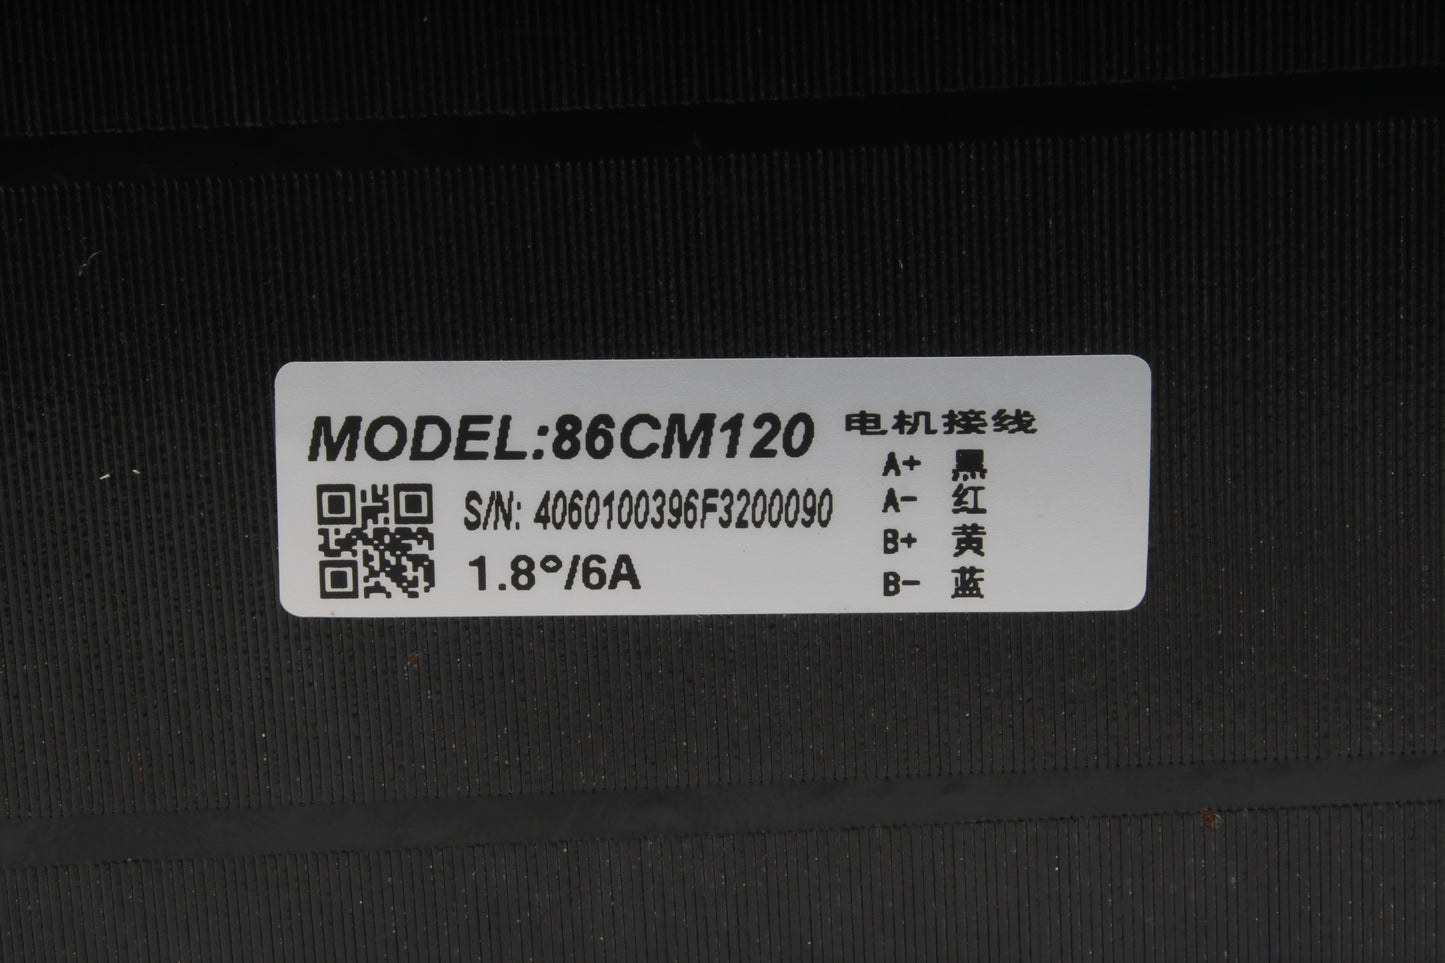 MODEL:86CM120
S/N: 4060100396F3200090
1.8°/6A
电机接线
A+ 黑
A- 红
B+ 黄
B- 蓝